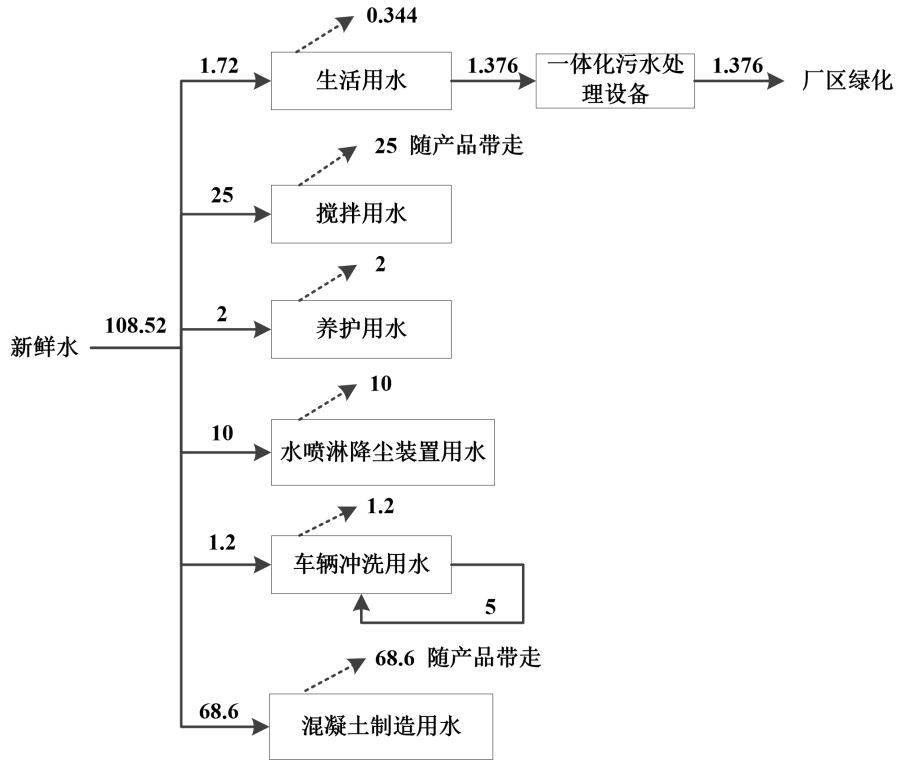 0.344
1.72
生活用水
1.376
一体化污水处
理设备
1.376
厂区绿化
25 随产品带走
25
搅拌用水
2
2
养护用水
新鲜水
108.52
10
10
水喷淋降尘装置用水
1.2
1.2
车辆冲洗用水
5
68.6 随产品带走
68.6
混凝土制造用水